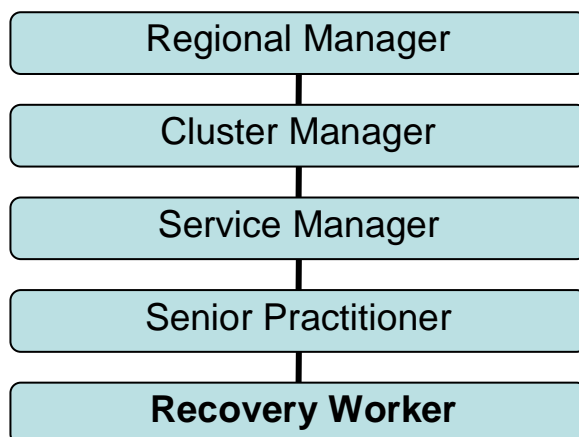 Regional Manager
Cluster Manager
Service Manager
Senior Practitioner
Recovery Worker